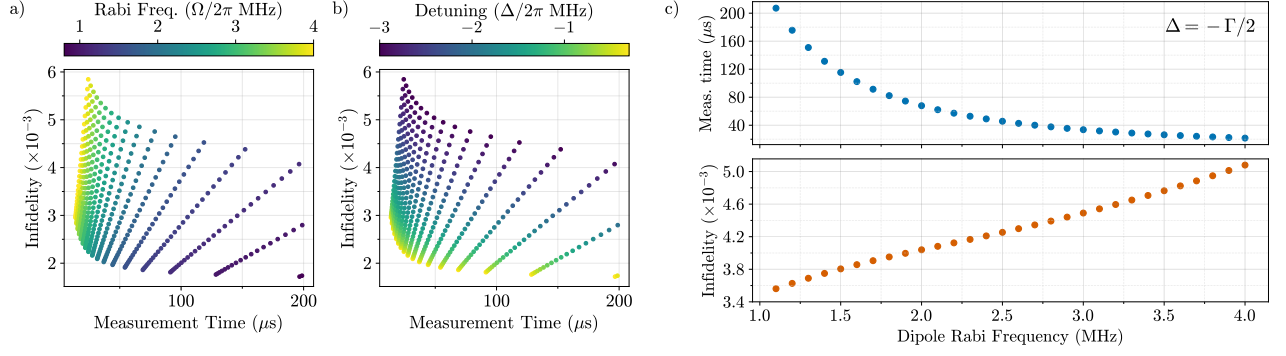 a)
Rabi Freq. (Ω/2π MHz)
1 2 3 4
Infidelity (×10⁻³)
6
5
4
3
2
100 200
Measurement Time (μs)
b)
Detuning (Δ/2π MHz)
−3 −2 −1
Infidelity (×10⁻³)
6
5
4
3
2
100 200
Measurement Time (μs)
c)
Meas. time (μs)
200
160
120
80
40
Δ = − Γ/2
Infidelity (×10⁻³)
5.0
4.6
4.2
3.8
3.4
1.0 1.5 2.0 2.5 3.0 3.5 4.0
Dipole Rabi Frequency (MHz)